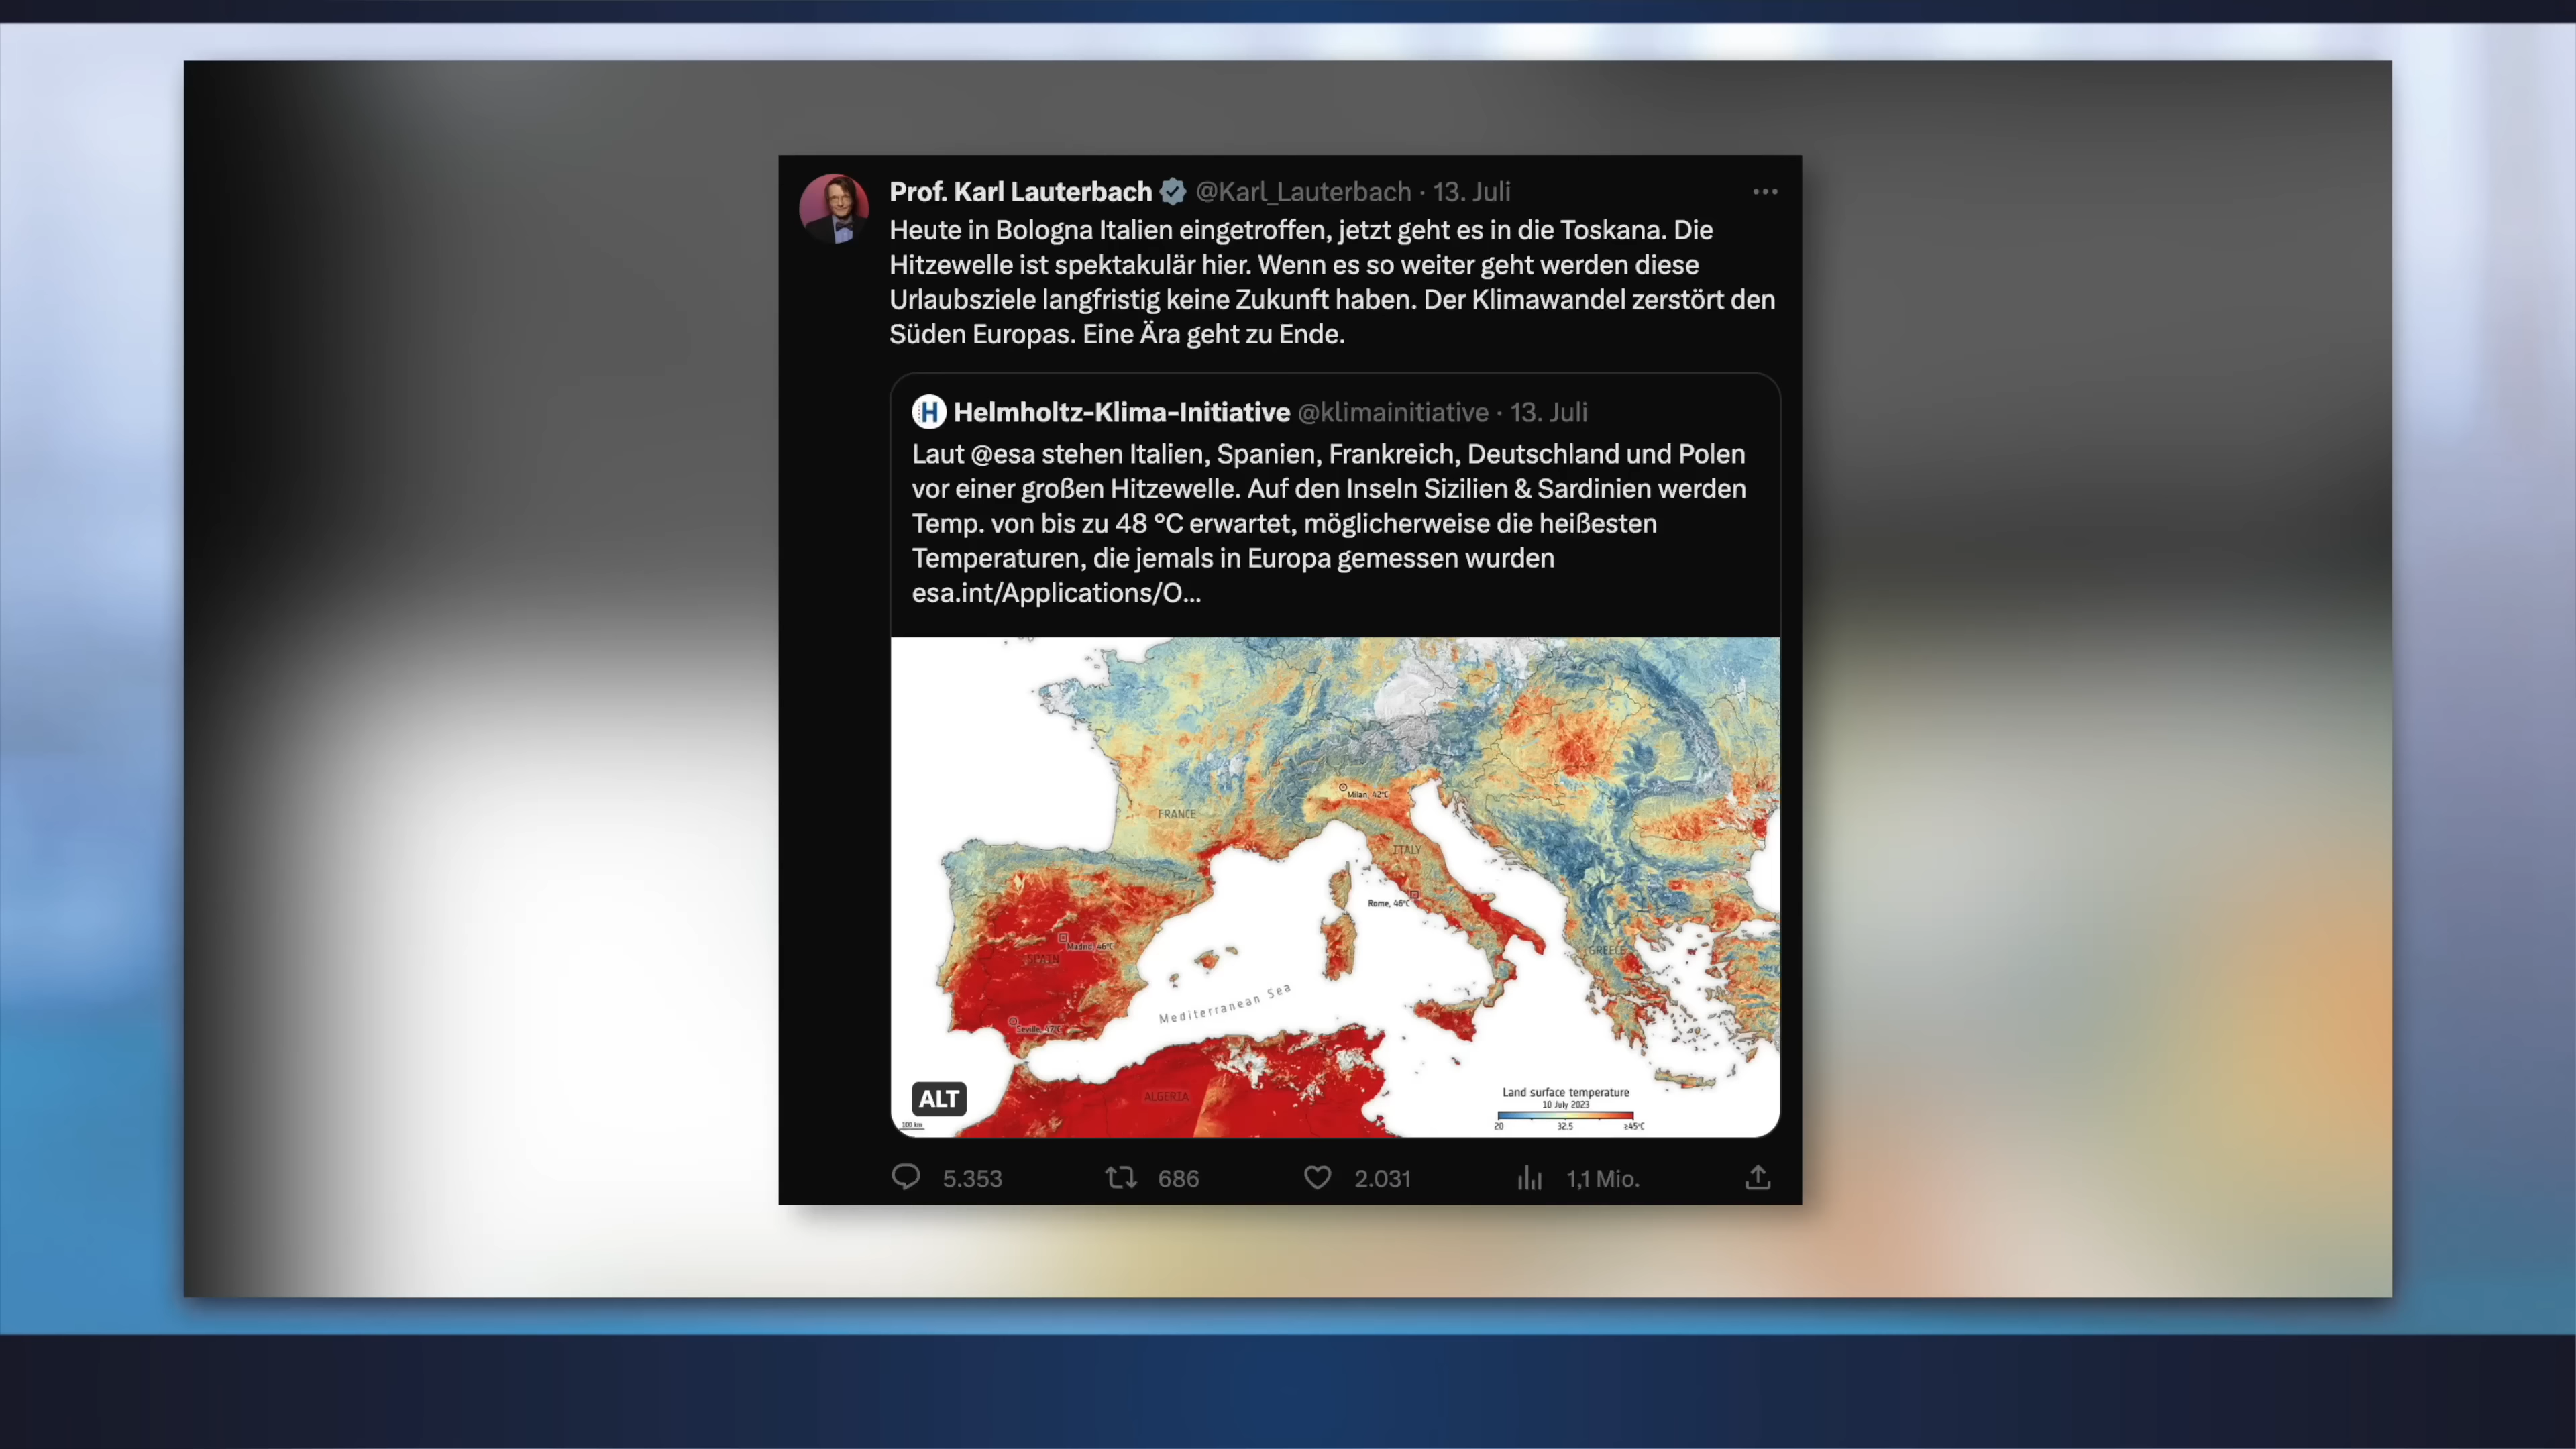 Prof. Karl Lauterbach @Karl_Lauterbach · 13. Juli
Heute in Bologna Italien eingetroffen, jetzt geht es in die Toskana. Die
Hitzewelle ist spektakulär hier. Wenn es so weiter geht werden diese
Urlaubsziele langfristig keine Zukunft haben. Der Klimawandel zerstört den
Süden Europas. Eine Ära geht zu Ende.
Helmholtz-Klima-Initiative @klimainitiative · 13. Juli
Laut @esa stehen Italien, Spanien, Frankreich, Deutschland und Polen
vor einer großen Hitzewelle. Auf den Inseln Sizilien & Sardinien werden
Temp. von bis zu 48 °C erwartet, möglicherweise die heißesten
Temperaturen, die jemals in Europa gemessen wurden
esa.int/Applications/O...
Milan, 42°C
FRANCE
ITALY
Rome, 46°C
Madrid, 46°C
SPAIN
GREECE
Mediterranean Sea
Seville, 47°C
ALGERIA
ALT
100 km
Land surface temperature
10 July 2023
20 32.5 ≥45°C
5.353 686 2.031 1,1 Mio.